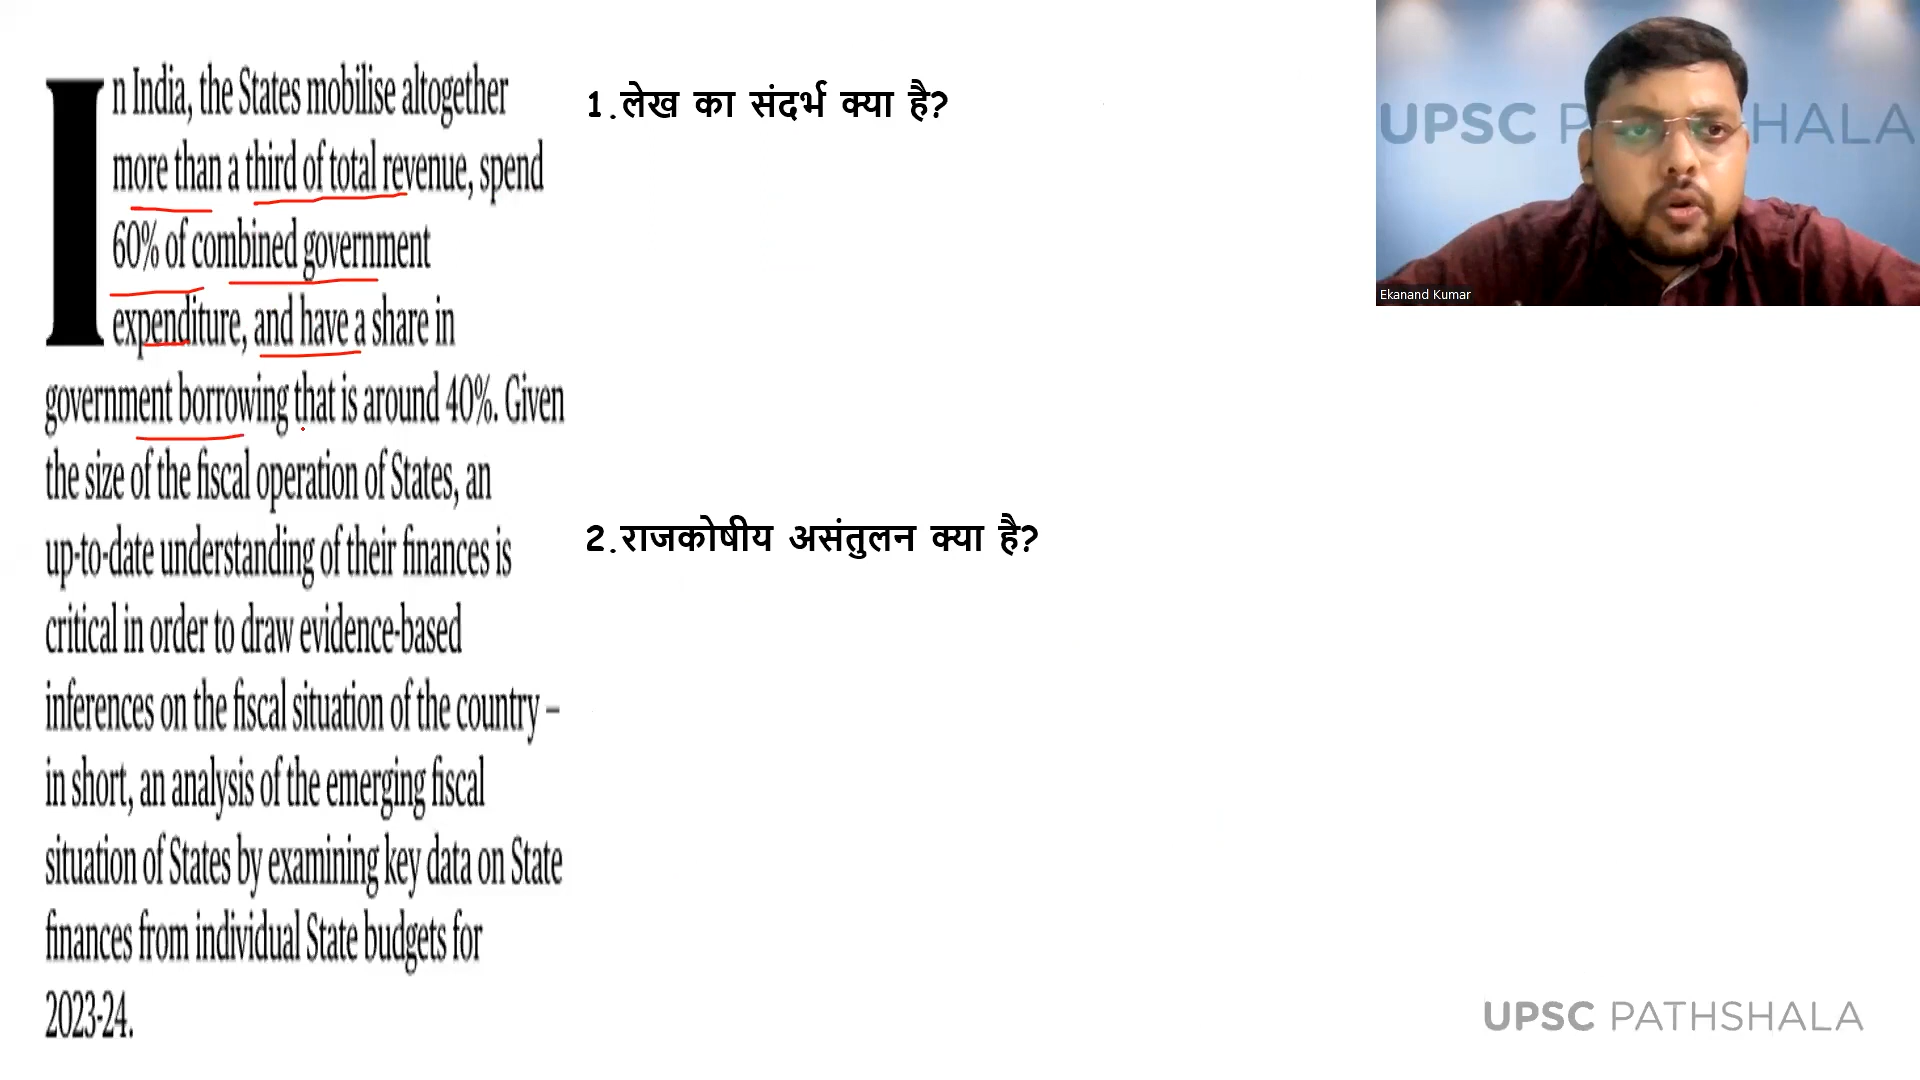 In India, the States mobilise altogether
more than a third of total revenue, spend
60% of combined government
expenditure, and have a share in
government borrowing that is around 40%. Given
the size of the fiscal operation of States, an
up-to-date understanding of their finances is
critical in order to draw evidence-based
inferences on the fiscal situation of the country –
in short, an analysis of the emerging fiscal
situation of States by examining key data on State
finances from individual State budgets for
2023-24.
1.लेख का संदर्भ क्या है?
2.राजकोषीय असंतुलन क्या है?
UPSC P HALA
Ekanand Kumar
UPSC PATHSHALA